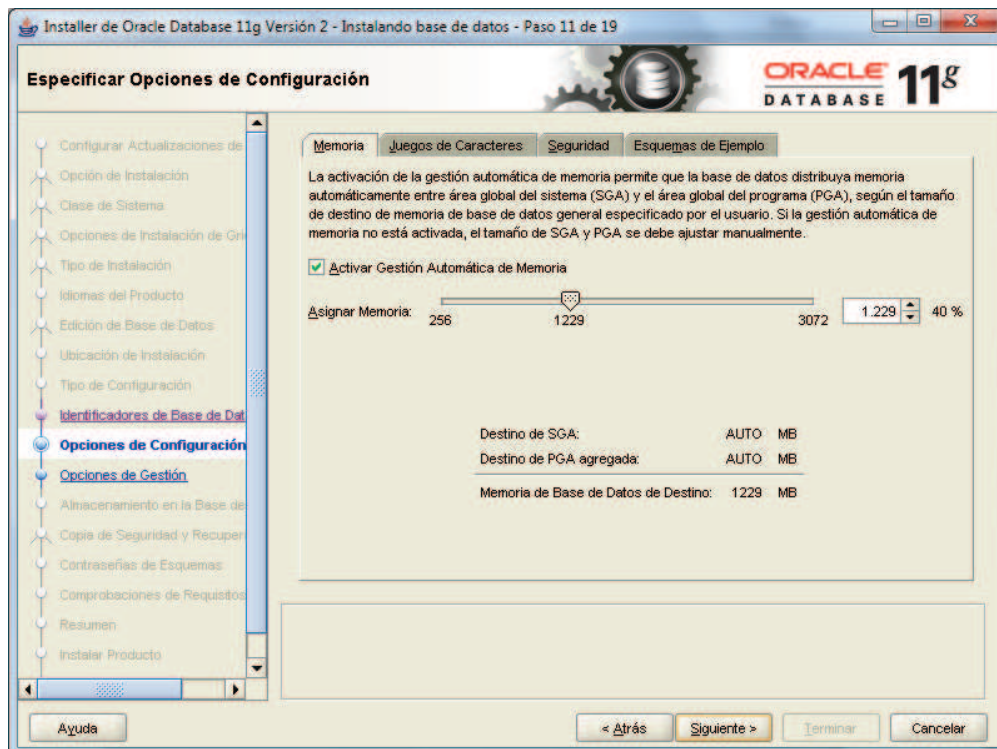 Installer de Oracle Database 11g Versión 2 - Instalando base de datos - Paso 11 de 19
Especificar Opciones de Configuración
ORACLE
DATABASE
11g
Configurar Actualizaciones de
Opción de Instalación
Clase de Sistema
Opciones de Instalación de Gri
Tipo de Instalación
Idiomas del Producto
Edición de Base de Datos
Ubicación de Instalación
Tipo de Configuración
Identificadores de Base de Dat
Opciones de Configuración
Opciones de Gestión
Almacenamiento en la Base de
Copia de Seguridad y Recuper
Contraseñas de Esquemas
Comprobaciones de Requisitos
Resumen
Instalar Producto
Memoria Juegos de Caracteres Seguridad Esquemas de Ejemplo
La activación de la gestión automática de memoria permite que la base de datos distribuya memoria
automáticamente entre área global del sistema (SGA) y el área global del programa (PGA), según el tamaño
de destino de memoria de base de datos general especificado por el usuario. Si la gestión automática de
memoria no está activada, el tamaño de SGA y PGA se debe ajustar manualmente.
Activar Gestión Automática de Memoria
Asignar Memoria: 1.229 40 %
256 1229 3072
Destino de SGA: AUTO MB
Destino de PGA agregada: AUTO MB
Memoria de Base de Datos de Destino: 1229 MB
Ayuda < Atrás Siguiente > Terminar Cancelar